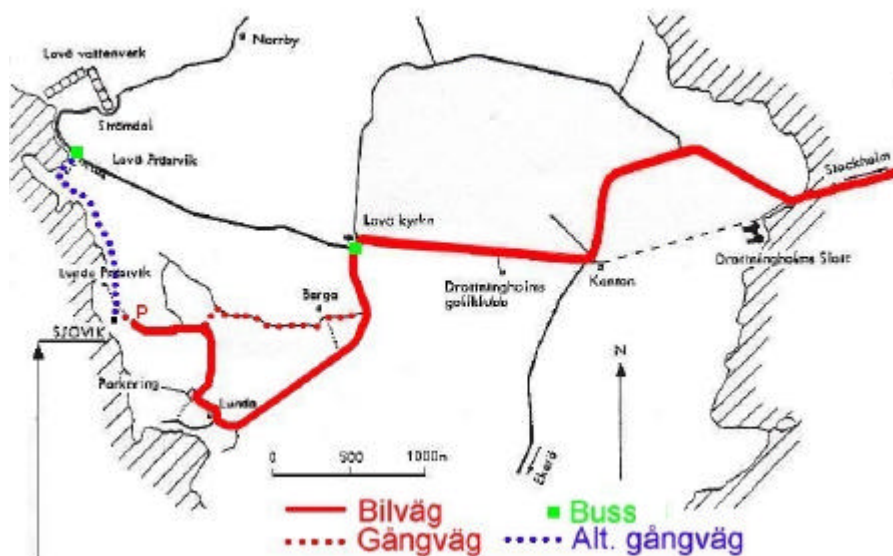 Norrby
Lovö vattenverk
Strömdal
Lovö Prästvik
Stockholm
Lovö kyrka
Drottningholms Slott
Lunda Prästvik
Drottningholms
golfklubb
Kanton
Berga
P
SJÖVIK
N
Parkering
Lunda
0 500 1000m
Ekerö
Bilväg
Buss
Gångväg
Alt. gångväg